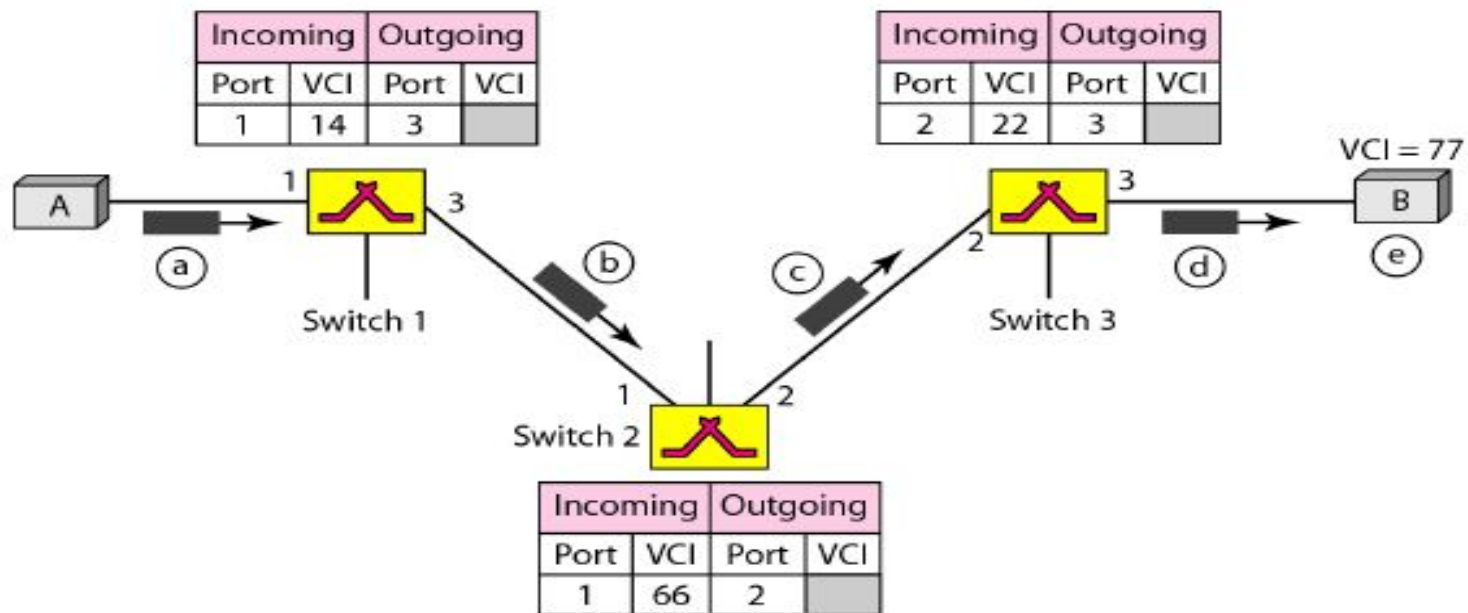 Incoming Outgoing
Port VCI Port VCI
1 14 3
Incoming Outgoing
Port VCI Port VCI
2 22 3
VCI = 77
A
1
3
a
Switch 1
b
c
2
3
Switch 3
d
B
e
1
2
Switch 2
Incoming Outgoing
Port VCI Port VCI
1 66 2